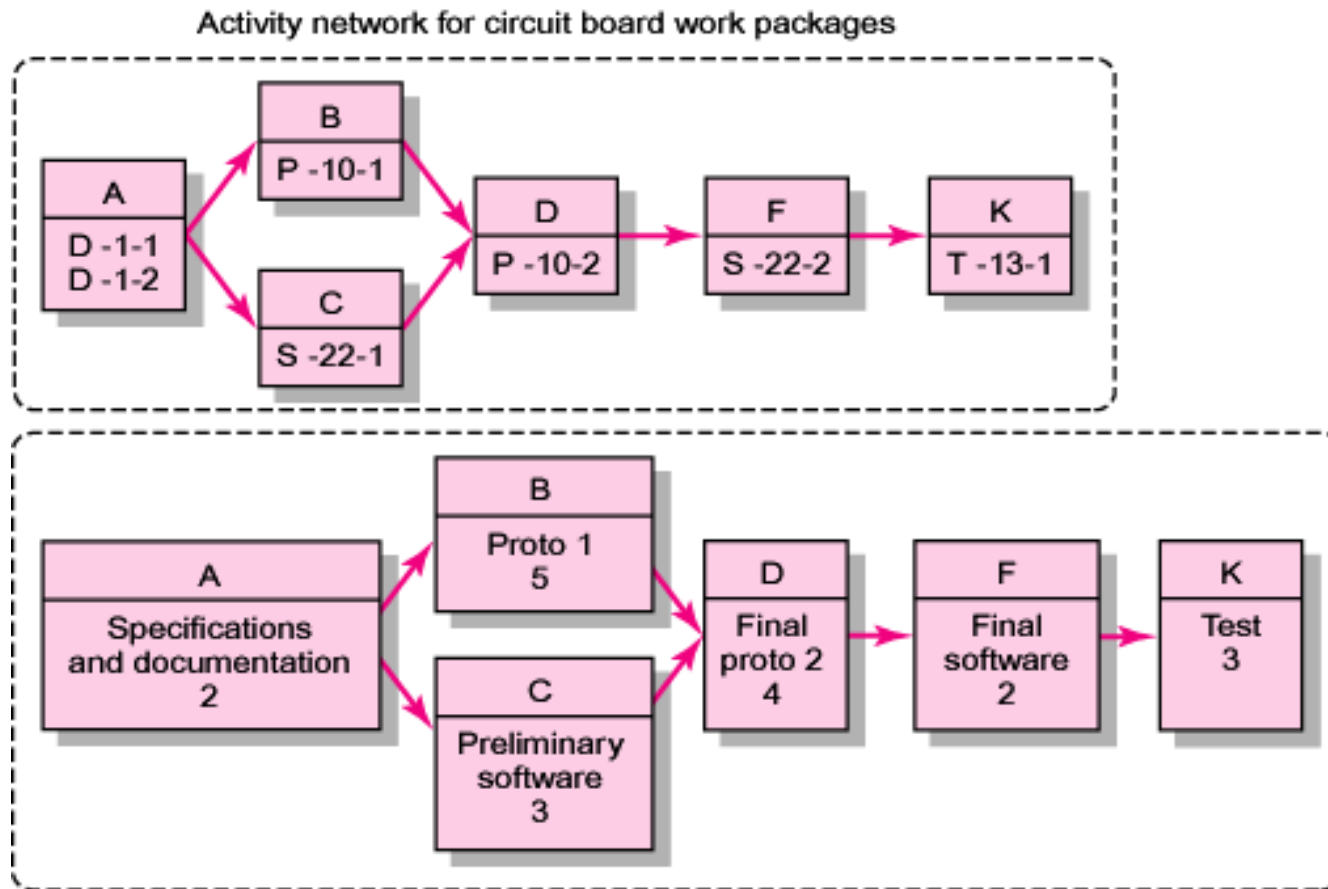 Activity network for circuit board work packages
A
D -1-1
D -1-2
B
P -10-1
C
S -22-1
D
P -10-2
F
S -22-2
K
T -13-1
A
Specifications
and documentation
2
B
Proto 1
5
C
Preliminary
software
3
D
Final
proto 2
4
F
Final
software
2
K
Test
3